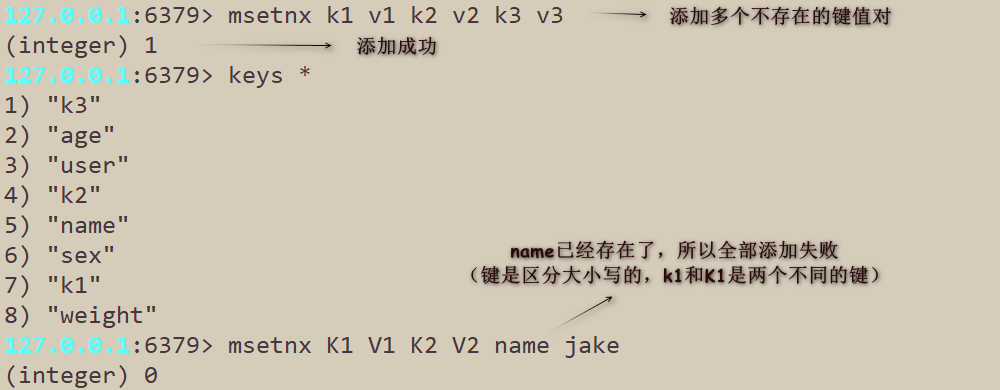 127.0.0.1:6379> msetnx k1 v1 k2 v2 k3 v3 添加多个不存在的键值对
(integer) 1 添加成功
127.0.0.1:6379> keys *
1) "k3"
2) "age"
3) "user"
4) "k2"
5) "name"
6) "sex"
7) "k1"
8) "weight"
name已经存在了，所以全部添加失败
（键是区分大小写的，k1和K1是两个不同的键）
127.0.0.1:6379> msetnx K1 V1 K2 V2 name jake
(integer) 0